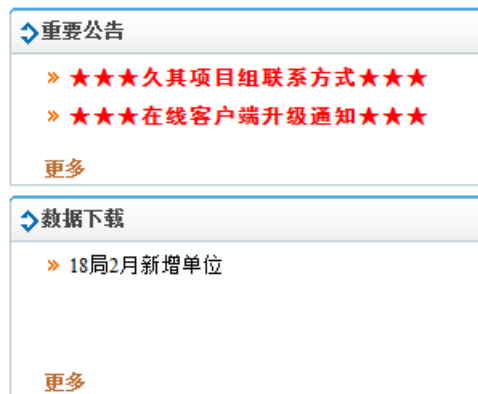 重要公告
» ★★★久其项目组联系方式★★★
» ★★★在线客户端升级通知★★★
更多
数据下载
» 18局2月新增单位
更多